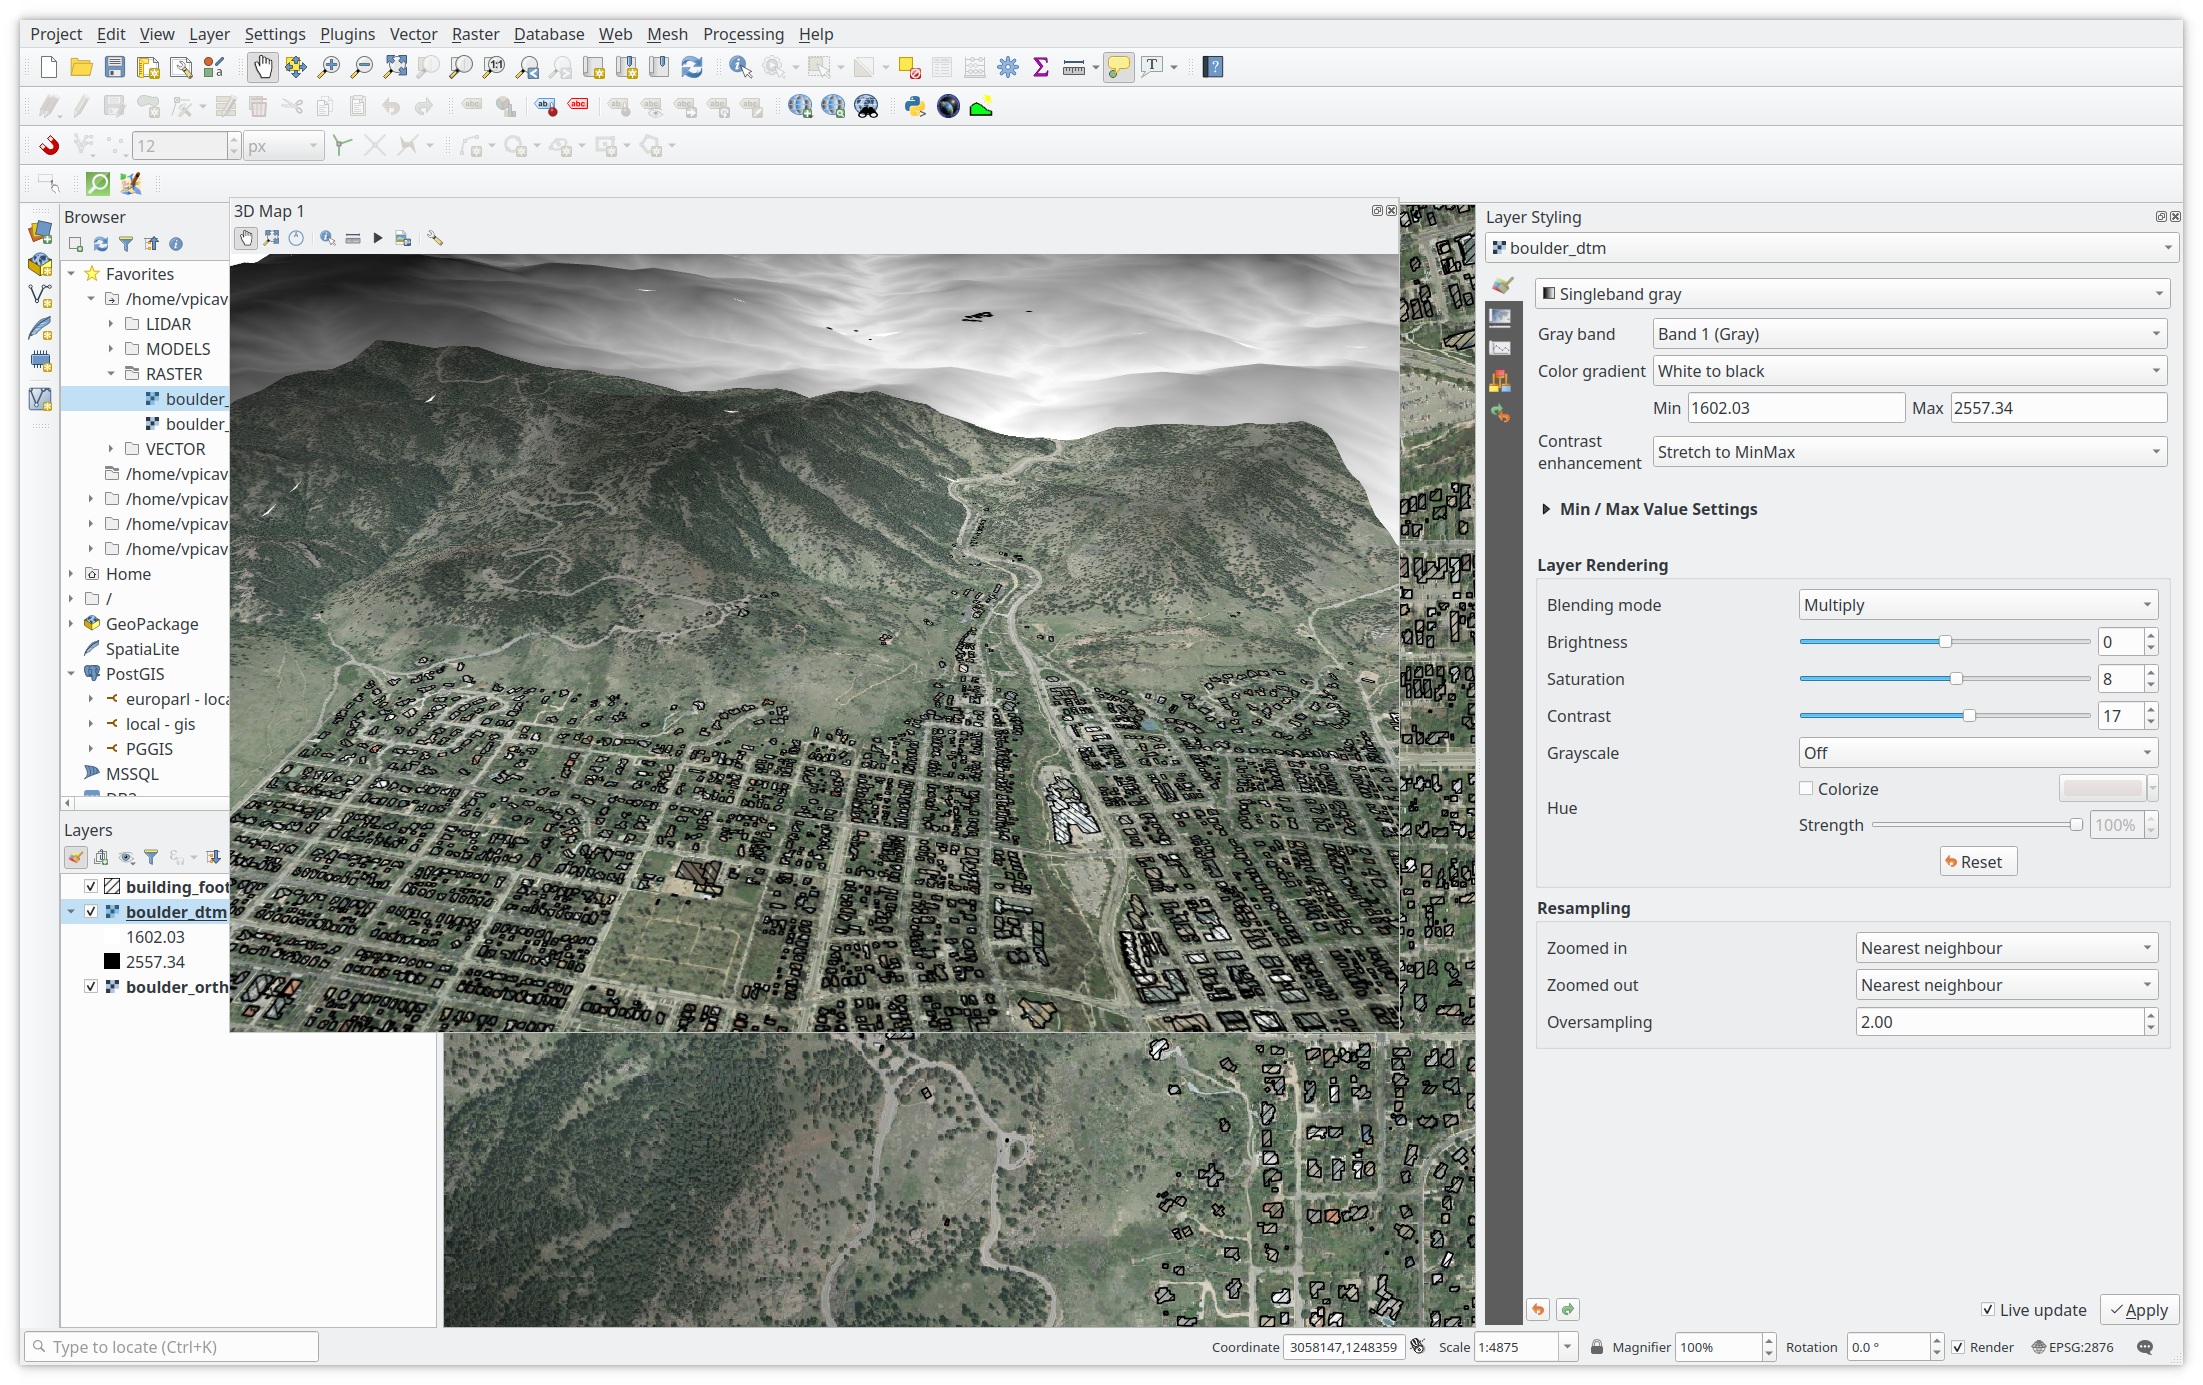 Project Edit View Layer Settings Plugins Vector Raster Database Web Mesh Processing Help
12 px
Browser
Favorites
/home/vpicav
LIDAR
MODELS
RASTER
boulder_
boulder_
VECTOR
/home/vpicav
/home/vpicav
/home/vpicav
/home/vpicav
Home
/
GeoPackage
SpatiaLite
PostGIS
europarl - loca
local - gis
PGGIS
MSSQL
Layers
building_foot
boulder_dtm
1602.03
2557.34
boulder_orth
3D Map 1
Layer Styling
boulder_dtm
Singleband gray
Gray band Band 1 (Gray)
Color gradient White to black
Min 1602.03 Max 2557.34
Contrast
enhancement Stretch to MinMax
Min / Max Value Settings
Layer Rendering
Blending mode Multiply
Brightness 0
Saturation 8
Contrast 17
Grayscale Off
Colorize
Hue
Strength 100%
Reset
Resampling
Zoomed in Nearest neighbour
Zoomed out Nearest neighbour
Oversampling 2.00
Live update Apply
Type to locate (Ctrl+K) Coordinate 3058147,1248359 Scale 1:4875 Magnifier 100% Rotation 0.0 ° Render EPSG:2876